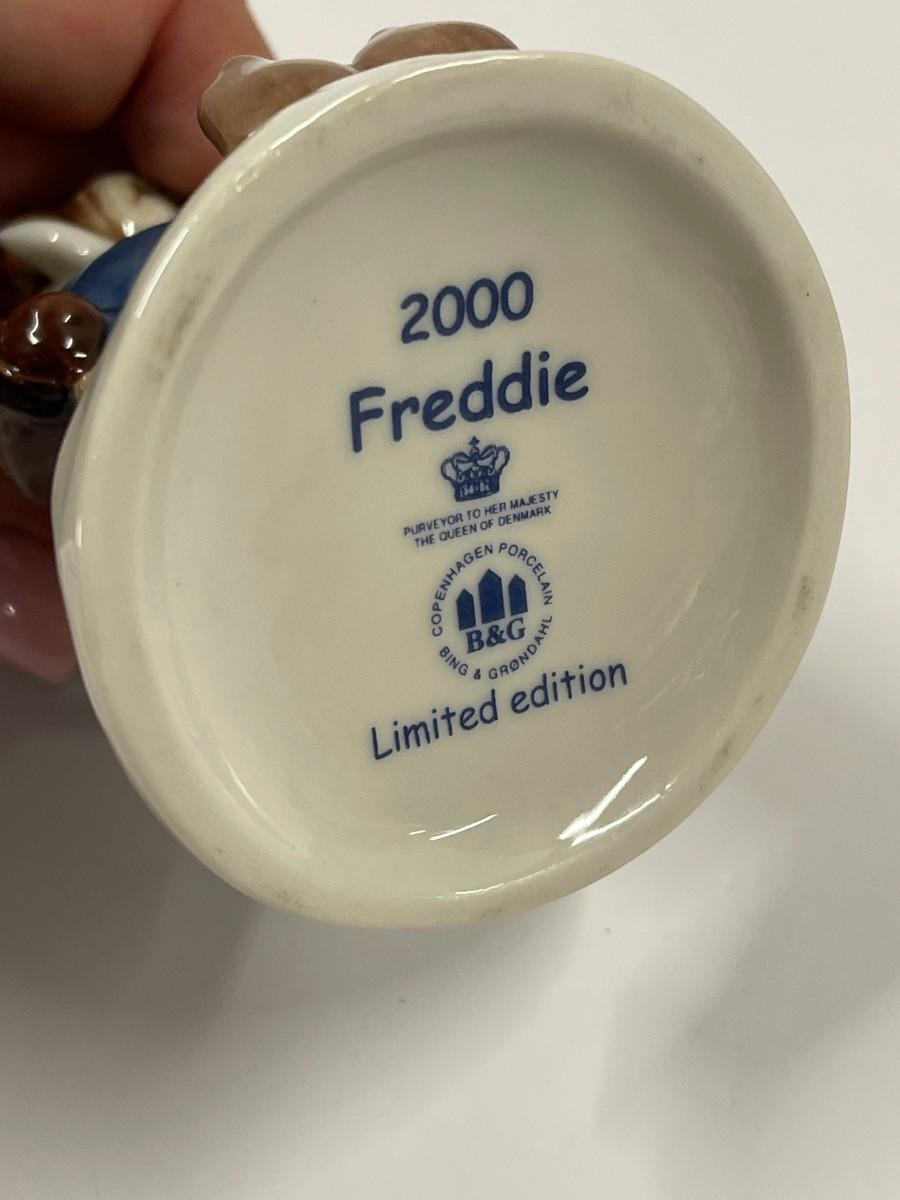 2000
Freddie
PURVEYOR TO HER MAJESTY
THE QUEEN OF DENMARK
COPENHAGEN PORCELAIN
B&G
BING & GRØNDAHL
Limited edition